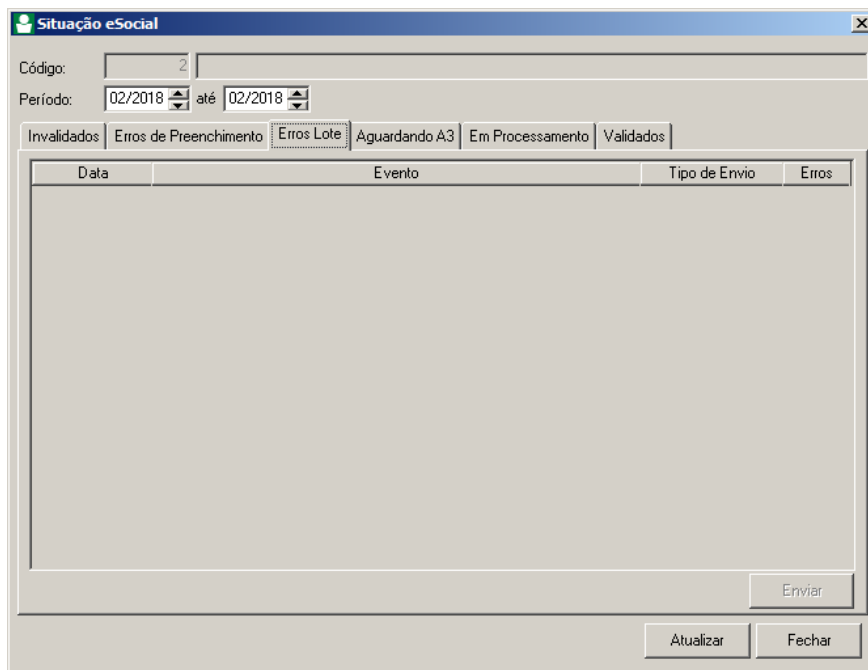 Situação eSocial
Código: 2
Período: 02/2018 até 02/2018
Invalidados Erros de Preenchimento Erros Lote Aguardando A3 Em Processamento Validados
Data Evento Tipo de Envio Erros
Enviar
Atualizar Fechar